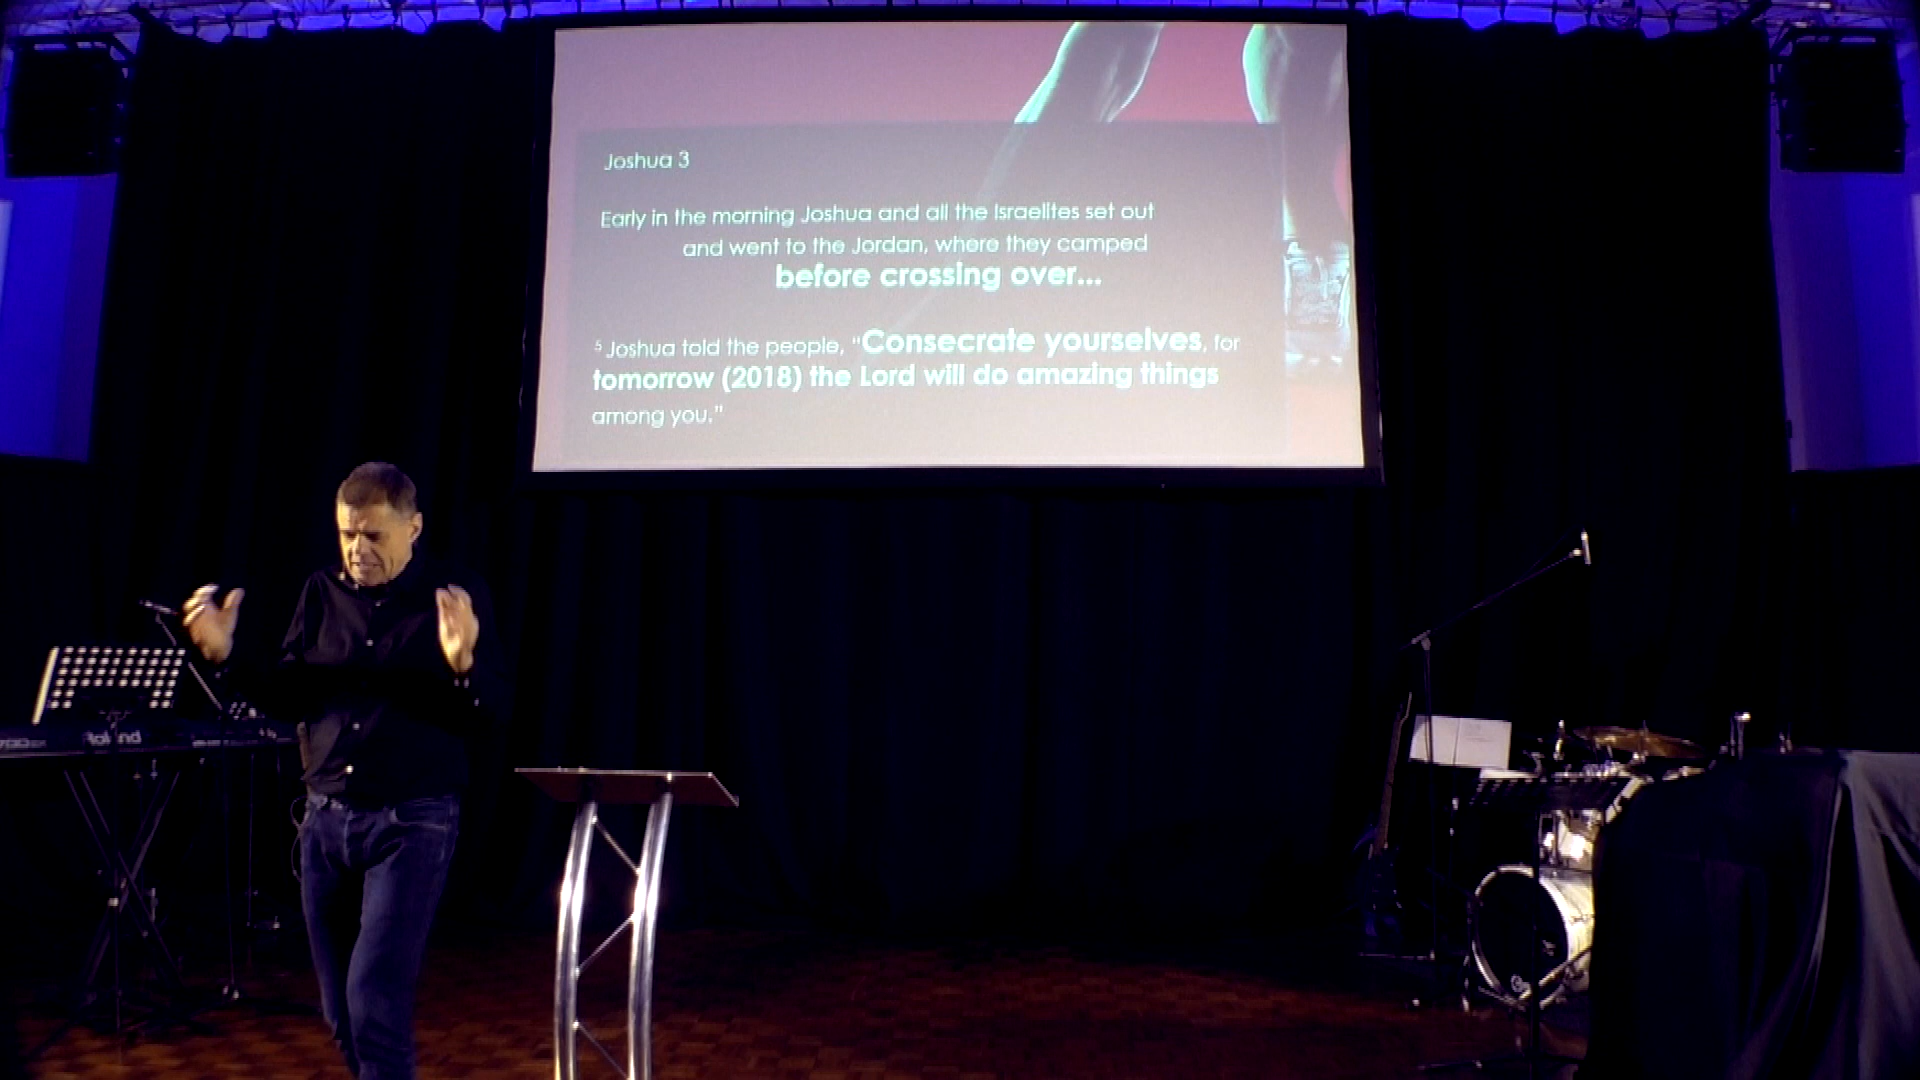 Joshua 3
Early in the morning Joshua and all the Israelites set out
and went to the Jordan, where they camped
before crossing over...
5 Joshua told the people, "Consecrate yourselves, for
tomorrow (2018) the Lord will do amazing things
among you."
Roland